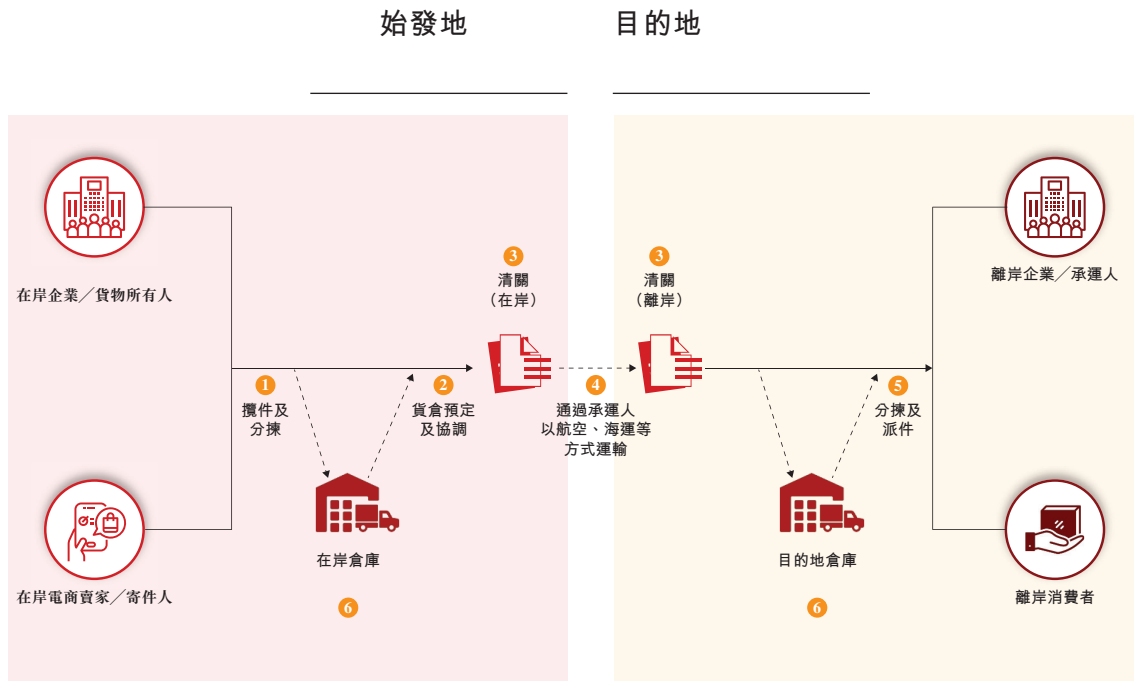 始發地
目的地
在岸企業／貨物所有人
在岸電商賣家／寄件人
1
攬件及
分揀
2
貨倉預定
及協調
3
清關
（在岸）
在岸倉庫
6
4
通過承運人
以航空、海運等
方式運輸
3
清關
（離岸）
目的地倉庫
6
5
分揀及
派件
離岸企業／承運人
離岸消費者